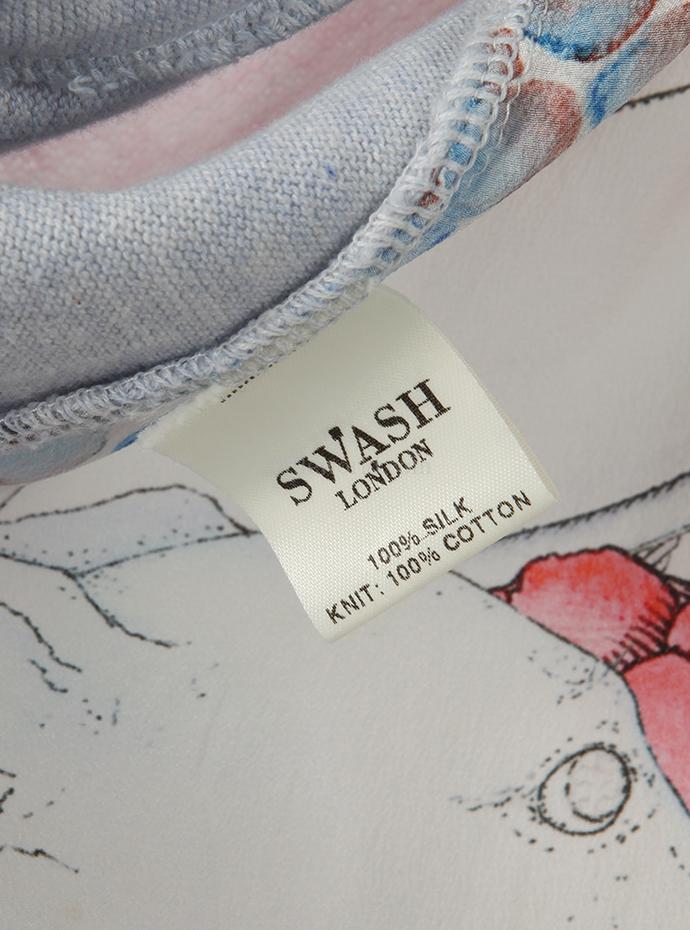 SWASH
LONDON
100% SILK
KNIT: 100% COTTON